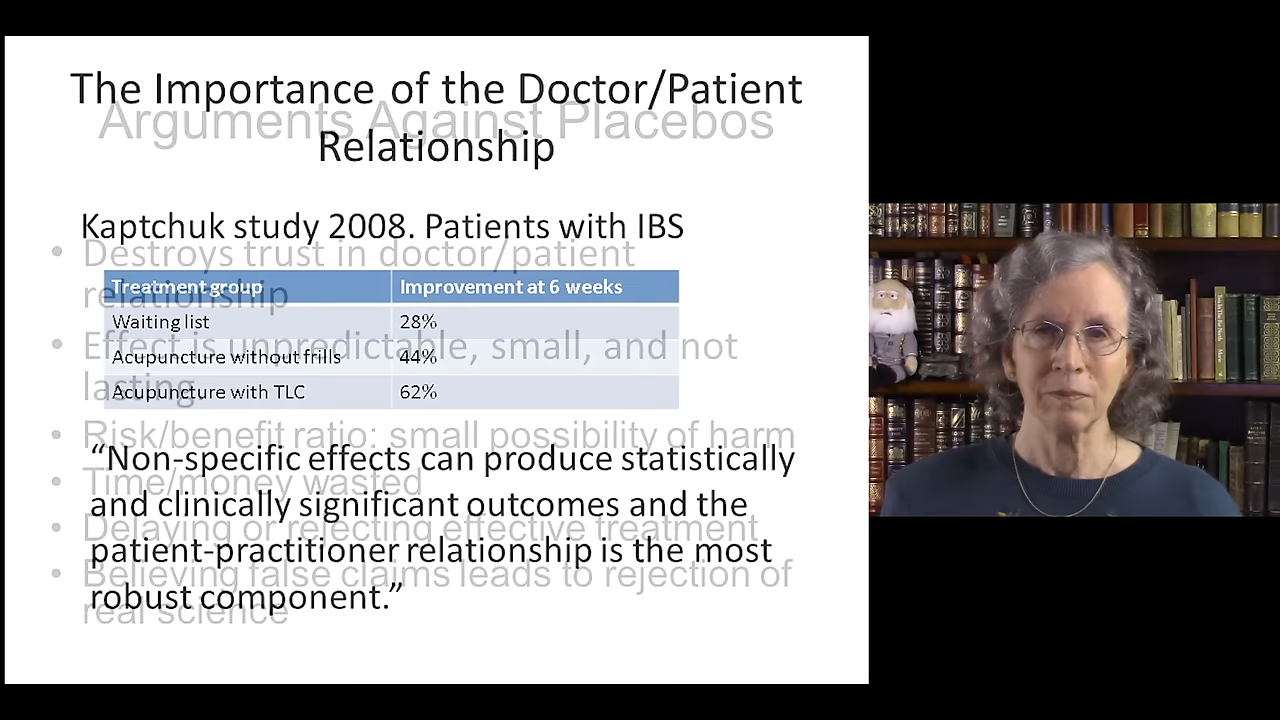 The Importance of the Doctor/Patient
Relationship
Arguments Against Placebos
Kaptchuk study 2008. Patients with IBS
Treatment group Improvement at 6 weeks
Waiting list 28%
Acupuncture without frills 44%
Acupuncture with TLC 62%
“Non-specific effects can produce statistically
and clinically significant outcomes and the
patient-practitioner relationship is the most
robust component.”
• Destroys trust in doctor/patient
relationship
• Effect is unpredictable, small, and not
lasting
• Risk/benefit ratio: small possibility of harm
• Time/money wasted
• Delaying or rejecting effective treatment
• Believing false claims leads to rejection of
real science